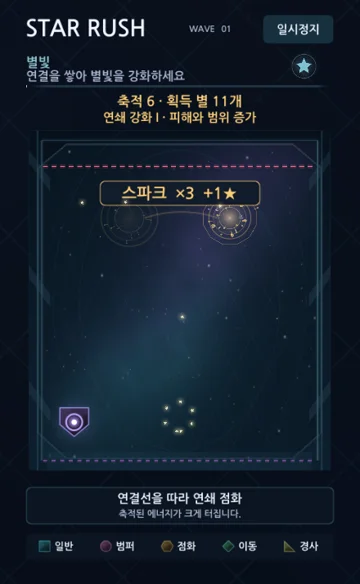 STAR RUSH
WAVE 01
일시정지
별빛
연결을 쌓아 별빛을 강화하세요
축적 6 · 획득 별 11개
연쇄 강화 I · 피해와 범위 증가
스파크 ×3 +1★
연결선을 따라 연쇄 점화
축적된 에너지가 크게 터집니다.
일반 범퍼 점화 이동 경사